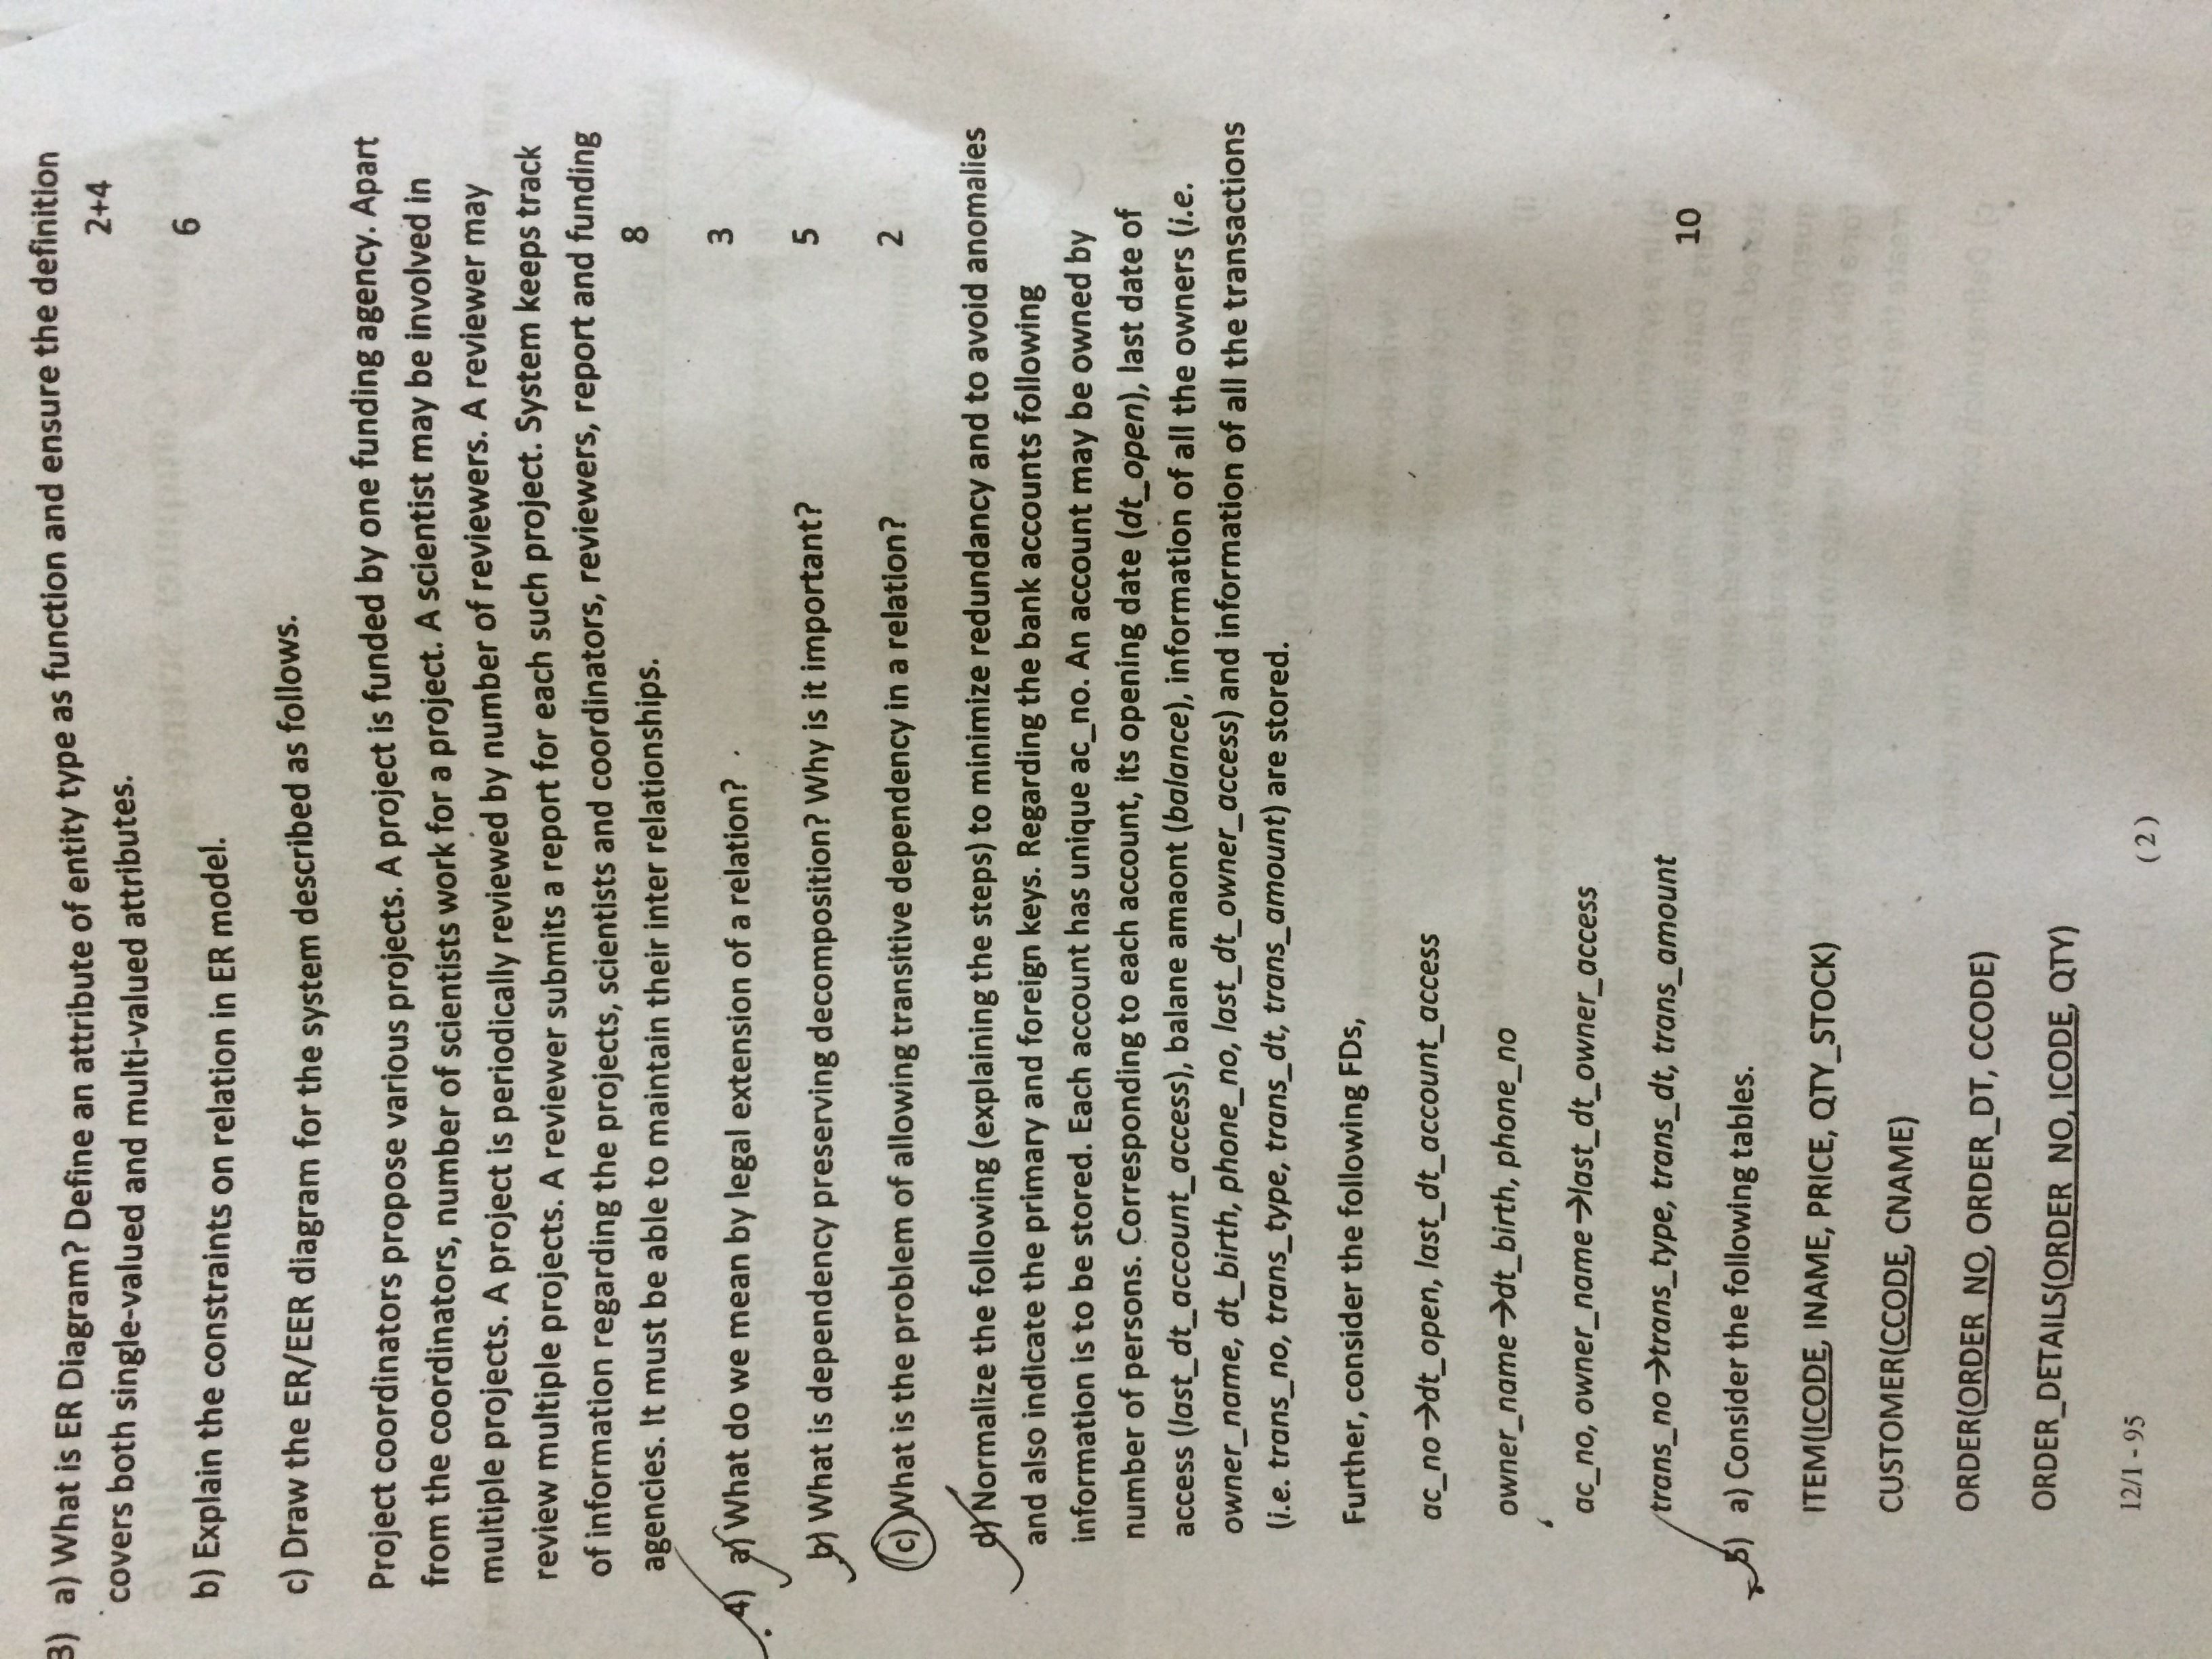 3) a) What is ER Diagram? Define an attribute of entity type as function and ensure the definition
covers both single-valued and multi-valued attributes. 2+4
b) Explain the constraints on relation in ER model. 6
c) Draw the ER/EER diagram for the system described as follows.
Project coordinators propose various projects. A project is funded by one funding agency. Apart
from the coordinators, number of scientists work for a project. A scientist may be involved in
multiple projects. A project is periodically reviewed by number of reviewers. A reviewer may
review multiple projects. A reviewer submits a report for each such project. System keeps track
of information regarding the projects, scientists and coordinators, reviewers, report and funding
agencies. It must be able to maintain their inter relationships. 8
4) a) What do we mean by legal extension of a relation? 3
b) What is dependency preserving decomposition? Why is it important? 5
c) What is the problem of allowing transitive dependency in a relation? 2
d) Normalize the following (explaining the steps) to minimize redundancy and to avoid anomalies
and also indicate the primary and foreign keys. Regarding the bank accounts following
information is to be stored. Each account has unique ac_no. An account may be owned by
number of persons. Corresponding to each account, its opening date (dt_open), last date of
access (last_dt_account_access), balane amaont (balance), information of all the owners (i.e.
owner_name, dt_birth, phone_no, last_dt_owner_access) and information of all the transactions
(i.e. trans_no, trans_type, trans_dt, trans_amount) are stored.
Further, consider the following FDs,
ac_no→dt_open, last_dt_account_access
owner_name→dt_birth, phone_no
ac_no, owner_name→last_dt_owner_access
trans_no→trans_type, trans_dt, trans_amount
10
5) a) Consider the following tables.
ITEM(ICODE, INAME, PRICE, QTY_STOCK)
CUSTOMER(CCODE, CNAME)
ORDER(ORDER_NO, ORDER_DT, CCODE)
ORDER_DETAILS(ORDER_NO, ICODE, QTY)
12/1 - 95
(2)